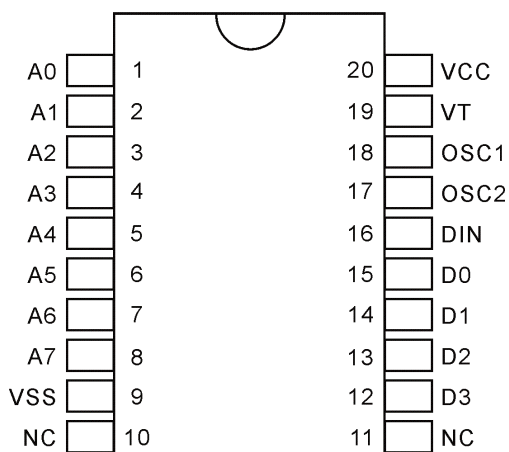 A0 1 20 VCC
A1 2 19 VT
A2 3 18 OSC1
A3 4 17 OSC2
A4 5 16 DIN
A5 6 15 D0
A6 7 14 D1
A7 8 13 D2
VSS 9 12 D3
NC 10 11 NC